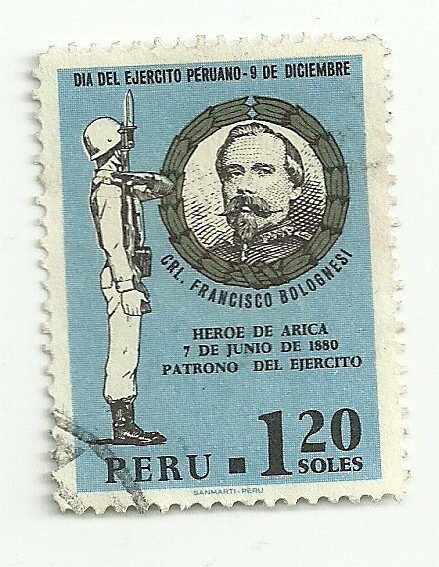 DIA DEL EJERCITO PERUANO-9 DE DICIEMBRE
CRL. FRANCISCO BOLOGNESI
HEROE DE ARICA
7 DE JUNIO DE 1880
PATRONO DEL EJERCITO
PERU ▪ 1.20
SOLES
SANMARTI-PERU